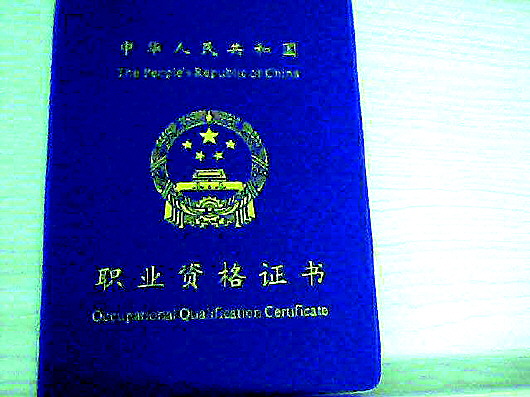 中华人民共和国
The People's Republic of China
职业资格证书
Occupational Qualification Certificate